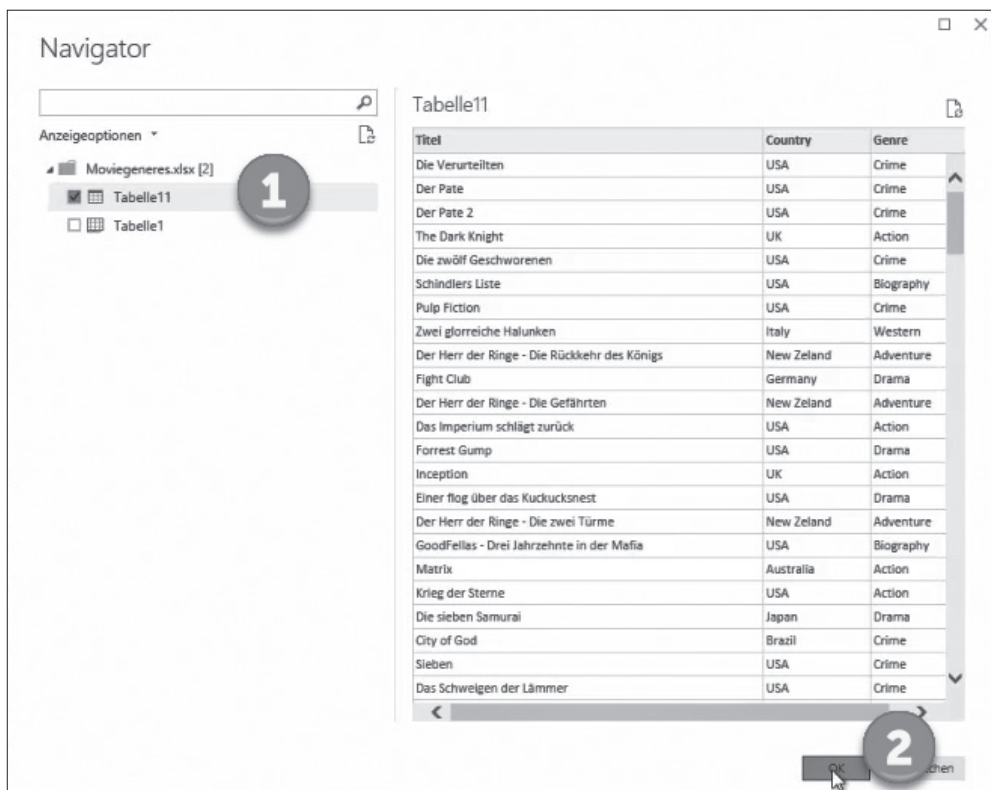 Navigator
Anzeigeoptionen
Moviegeneres.xlsx [2]
1
Tabelle11
Tabelle1
Tabelle11
Titel Country Genre
Die Verurteilten USA Crime
Der Pate USA Crime
Der Pate 2 USA Crime
The Dark Knight UK Action
Die zwölf Geschworenen USA Crime
Schindlers Liste USA Biography
Pulp Fiction USA Crime
Zwei glorreiche Halunken Italy Western
Der Herr der Ringe - Die Rückkehr des Königs New Zeland Adventure
Fight Club Germany Drama
Der Herr der Ringe - Die Gefährten New Zeland Adventure
Das Imperium schlägt zurück USA Action
Forrest Gump USA Drama
Inception UK Action
Einer flog über das Kuckucksnest USA Drama
Der Herr der Ringe - Die zwei Türme New Zeland Adventure
GoodFellas - Drei Jahrzehnte in der Mafia USA Biography
Matrix Australia Action
Krieg der Sterne USA Action
Die sieben Samurai Japan Drama
City of God Brazil Crime
Sieben USA Crime
Das Schweigen der Lämmer USA Crime
2
OK